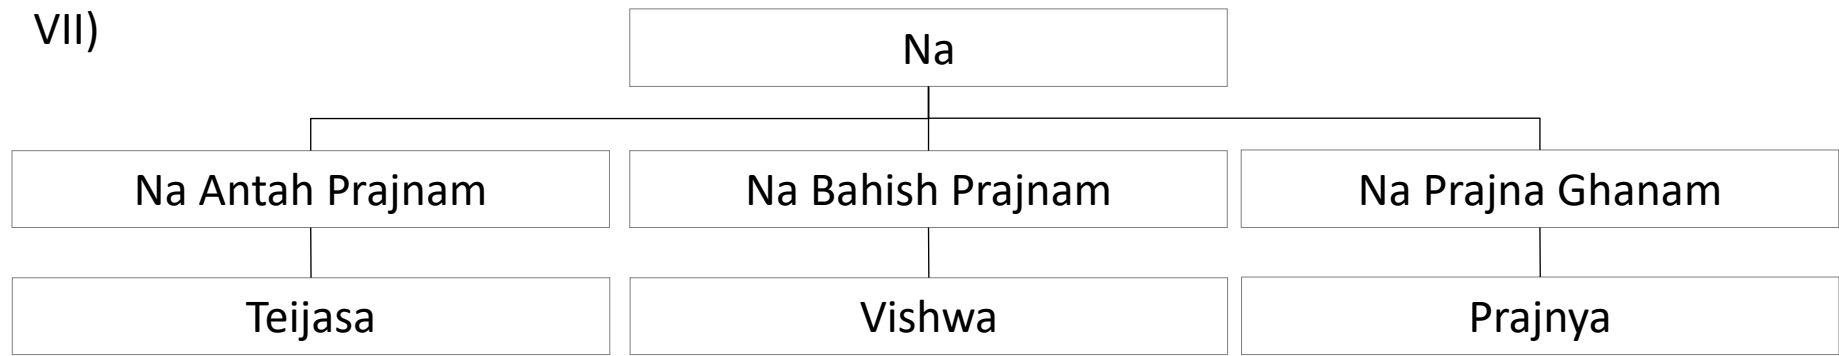 VII)
Na
Na Antah Prajnam
Na Bahish Prajnam
Na Prajna Ghanam
Teijasa
Vishwa
Prajnya